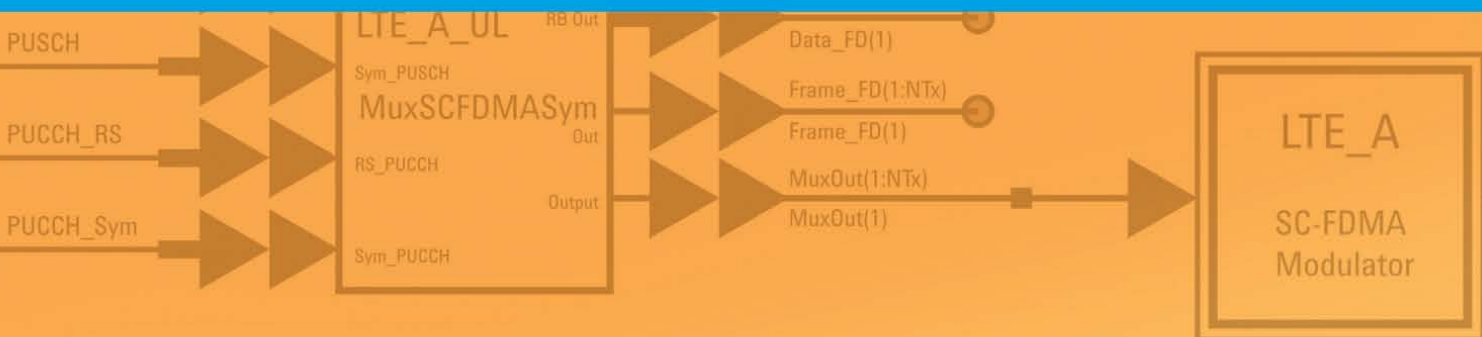 PUSCH
PUCCH_RS
PUCCH_Sym
LTE_A_UL
RB Out
Sym_PUSCH
MuxSCFDMASym
Out
RS_PUCCH
Output
Sym_PUCCH
Data_FD(1)
Frame_FD(1:NTx)
Frame_FD(1)
MuxOut(1:NTx)
MuxOut(1)
LTE_A
SC-FDMA
Modulator